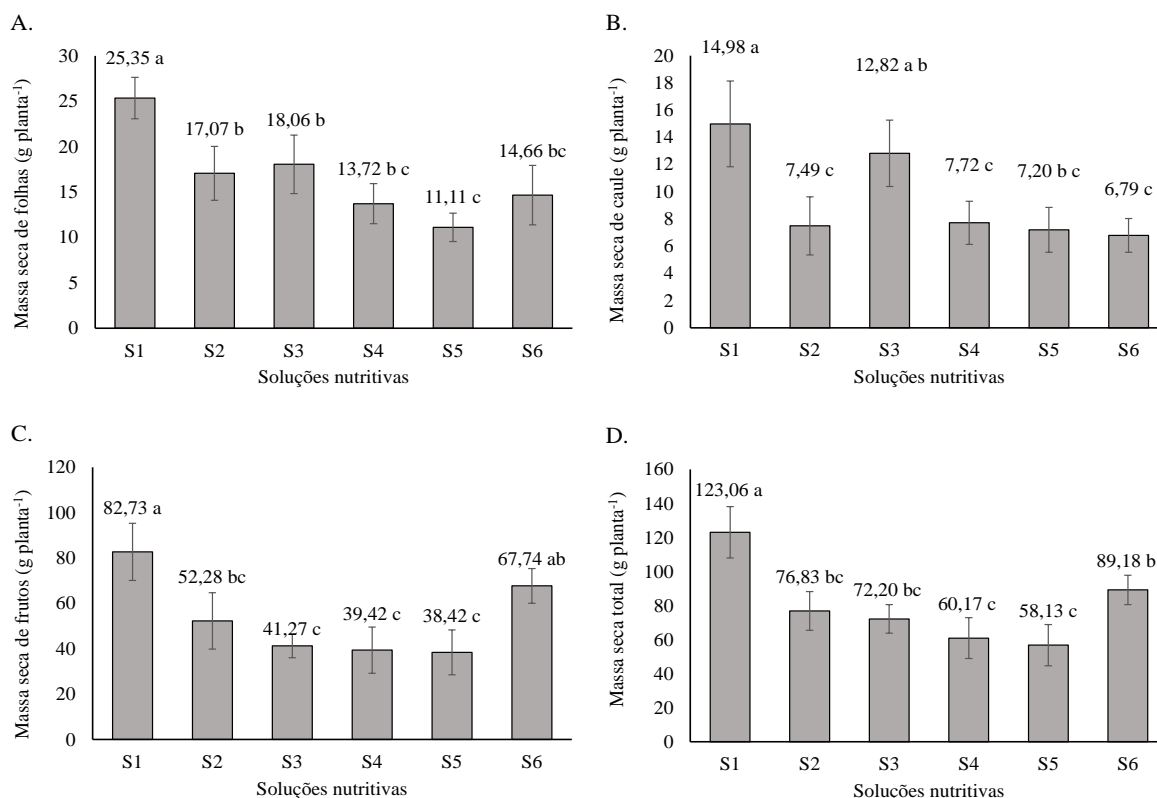 A.
Massa seca de folhas (g planta-1)
30
25
20
15
10
5
0
25,35 a
17,07 b
18,06 b
13,72 b c
11,11 c
14,66 bc
S1 S2 S3 S4 S5 S6
Soluções nutritivas
B.
Massa seca de caule (g planta-1)
20
18
16
14
12
10
8
6
4
2
0
14,98 a
7,49 c
12,82 a b
7,72 c
7,20 b c
6,79 c
S1 S2 S3 S4 S5 S6
Soluções nutritivas
C.
Massa seca de frutos (g planta-1)
120
100
80
60
40
20
0
82,73 a
52,28 bc
41,27 c
39,42 c
38,42 c
67,74 ab
S1 S2 S3 S4 S5 S6
Soluções nutritivas
D.
Massa seca total (g planta-1)
160
140
120
100
80
60
40
20
0
123,06 a
76,83 bc
72,20 bc
60,17 c
58,13 c
89,18 b
S1 S2 S3 S4 S5 S6
Soluções nutritivas